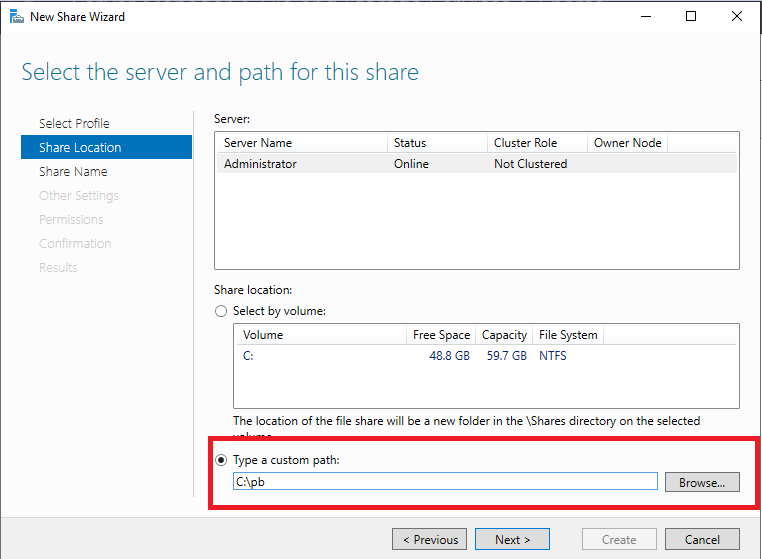 New Share Wizard
Select the server and path for this share
Select Profile
Share Location
Share Name
Other Settings
Permissions
Confirmation
Results
Server:
Server Name Status Cluster Role Owner Node
Administrator Online Not Clustered
Share location:
Select by volume:
Volume Free Space Capacity File System
C: 48.8 GB 59.7 GB NTFS
The location of the file share will be a new folder in the \Shares directory on the selected
volume.
Type a custom path:
C:\pb
Browse...
< Previous
Next >
Create
Cancel